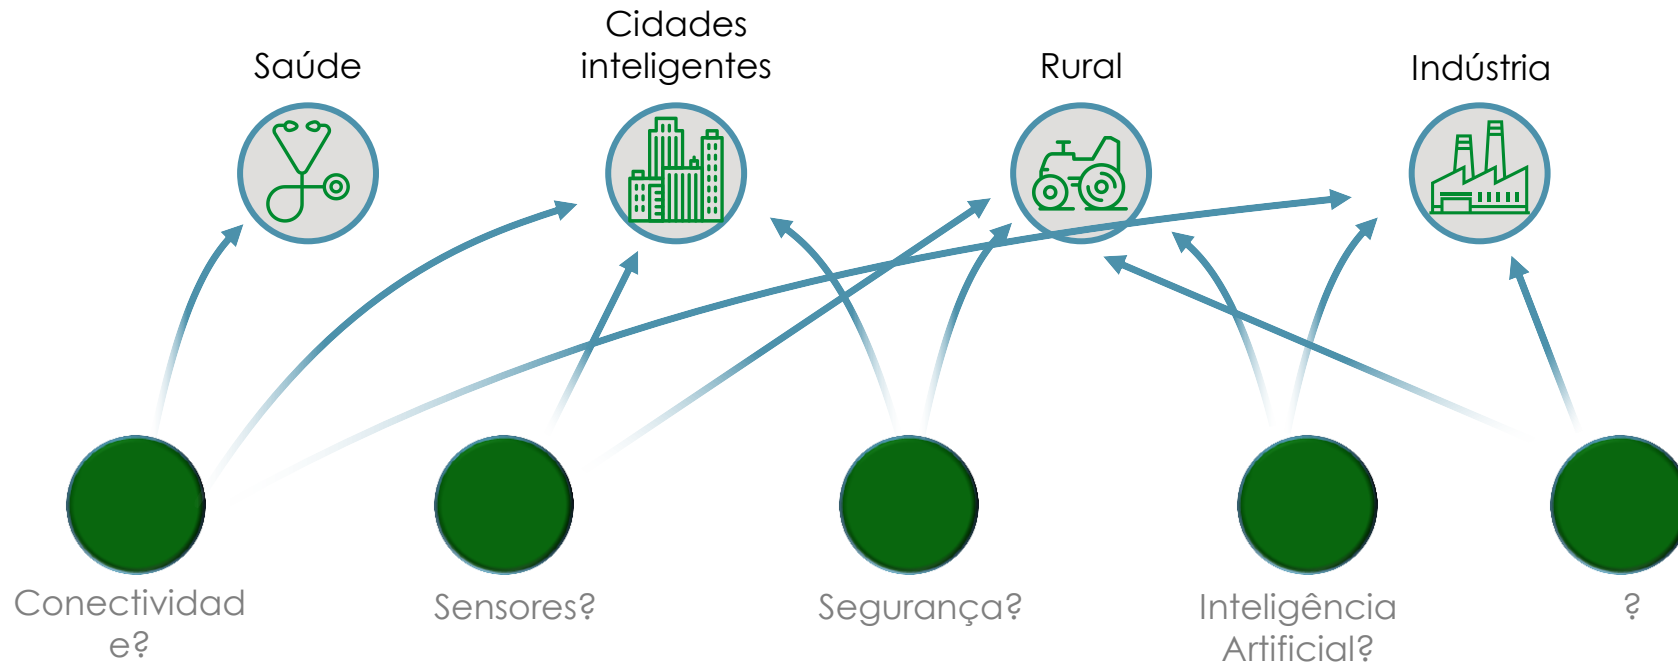 Saúde
Cidades
inteligentes
Rural
Indústria
Conectividad
e?
Sensores?
Segurança?
Inteligência
Artificial?
?